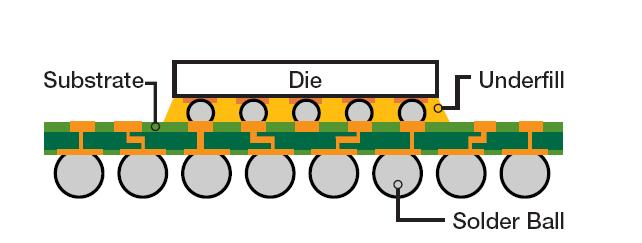 Substrate
Die
Underfill
Solder Ball